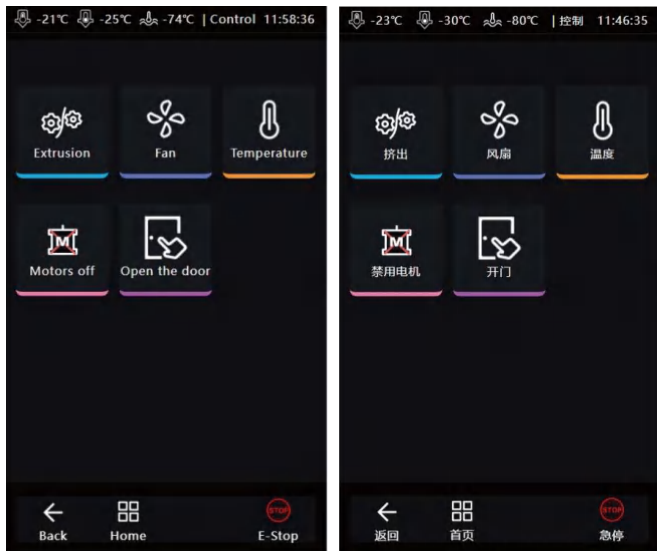 -21℃ -25℃ -74℃ | Control 11:58:36
Extrusion Fan Temperature
M
Motors off Open the door
STOP
Back Home E-Stop
-23℃ -30℃ -80℃ | 控制 11:46:35
挤出 风扇 温度
M
禁用电机 开门
STOP
返回 首页 急停